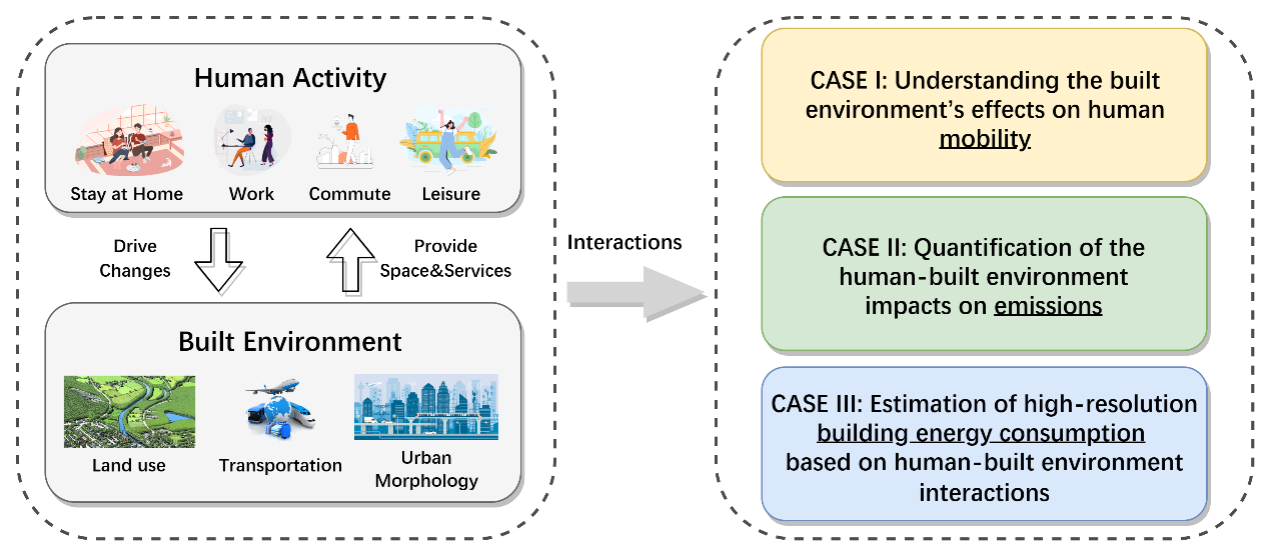 Human Activity
Stay at Home
Work
Commute
Leisure
Drive
Changes
Provide
Space&Services
Built Environment
Land use
Transportation
Urban
Morphology
Interactions
CASE I: Understanding the built
environment's effects on human
mobility
CASE II: Quantification of the
human-built environment
impacts on emissions
CASE III: Estimation of high-resolution
building energy consumption
based on human-built environment
interactions